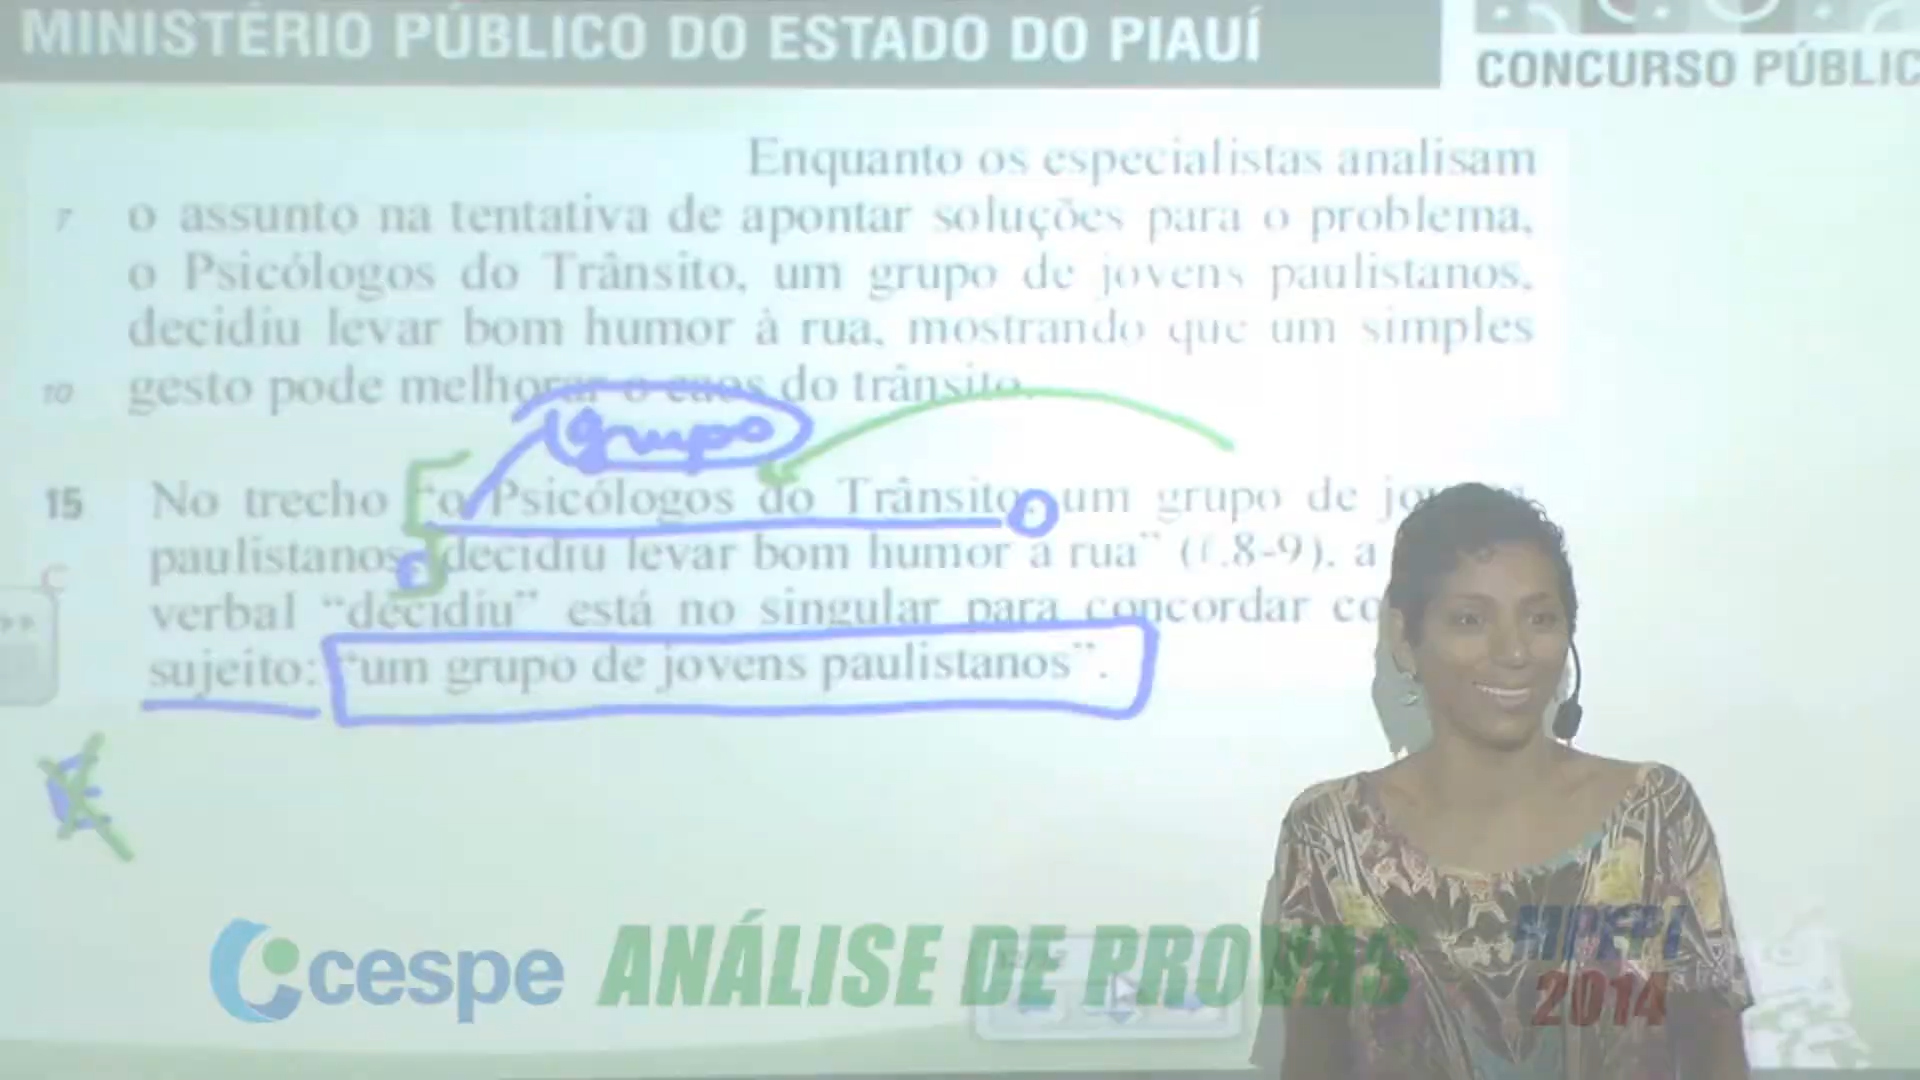 MINISTÉRIO PÚBLICO DO ESTADO DO PIAUÍ
CONCURSO PÚBLIC
Enquanto os especialistas analisam
7 o assunto na tentativa de apontar soluções para o problema,
o Psicólogos do Trânsito, um grupo de jovens paulistanos,
decidiu levar bom humor à rua, mostrando que um simples
10 gesto pode melhorar o caos do trânsito.
Grupo
15 No trecho “o Psicólogos do Trânsito, um grupo de
paulistanos, decidiu levar bom humor à rua” (ℓ.8-9), a
C
verbal “decidiu” está no singular para concordar
sujeito: “um grupo de jovens paulistanos”.
E
cespe ANÁLISE DE PROVAS
MPEPI
2014